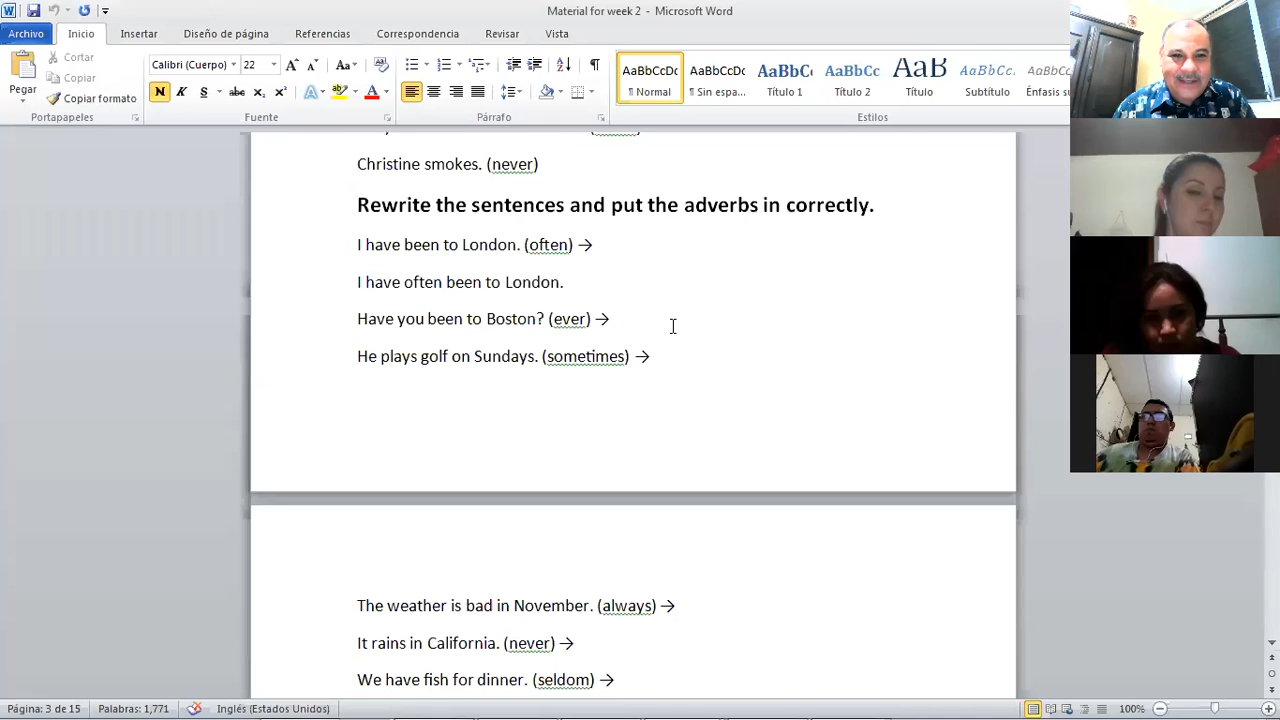 Material for week 2 - Microsoft Word
Archivo Inicio Insertar Diseño de página Referencias Correspondencia Revisar Vista
Pegar
Cortar
Copiar
Copiar formato
Portapapeles
Calibri (Cuerpo) 22
Fuente
Párrafo
AaBbCcDc AaBbCcDc AaBbC AaBbCc AaB AaBbCc AaBbCc
¶ Normal ¶ Sin espa... Título 1 Título 2 Título Subtítulo Énfasis
Estilos
Christine smokes. (never)
Rewrite the sentences and put the adverbs in correctly.
I have been to London. (often) →
I have often been to London.
Have you been to Boston? (ever) →
He plays golf on Sundays. (sometimes) →
The weather is bad in November. (always) →
It rains in California. (never) →
We have fish for dinner. (seldom) →
Página: 3 de 15 Palabras: 1,771 Inglés (Estados Unidos) 100%